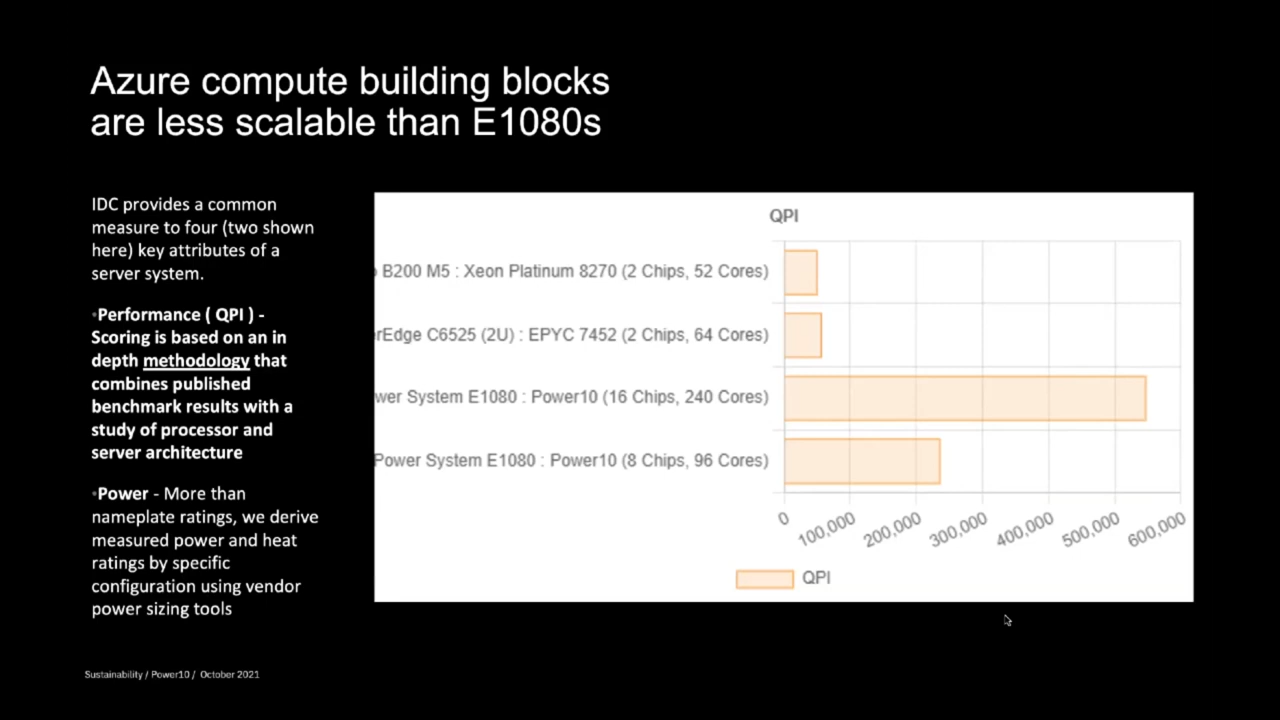 Azure compute building blocks
are less scalable than E1080s
IDC provides a common
measure to four (two shown
here) key attributes of a
server system.
•Performance ( QPI ) -
Scoring is based on an in
depth methodology that
combines published
benchmark results with a
study of processor and
server architecture
•Power - More than
nameplate ratings, we derive
measured power and heat
ratings by specific
configuration using vendor
power sizing tools
QPI
B200 M5 : Xeon Platinum 8270 (2 Chips, 52 Cores)
rEdge C6525 (2U) : EPYC 7452 (2 Chips, 64 Cores)
wer System E1080 : Power10 (16 Chips, 240 Cores)
Power System E1080 : Power10 (8 Chips, 96 Cores)
0
100,000
200,000
300,000
400,000
500,000
600,000
QPI
Sustainability / Power10 / October 2021